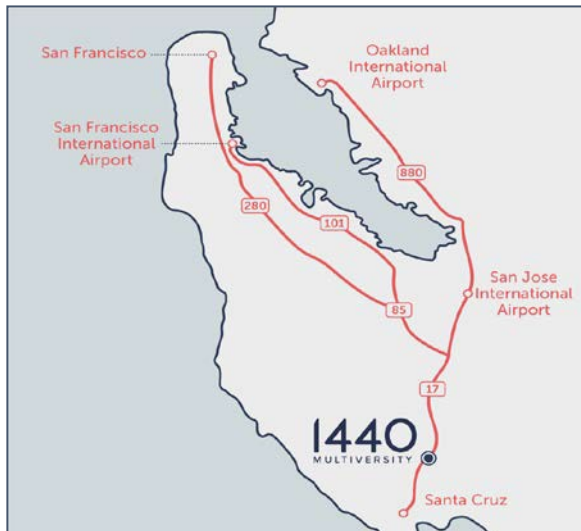 San Francisco
Oakland
International
Airport
San Francisco
International
Airport
880
280
101
San Jose
International
Airport
85
17
1440
MULTIVERSITY
Santa Cruz